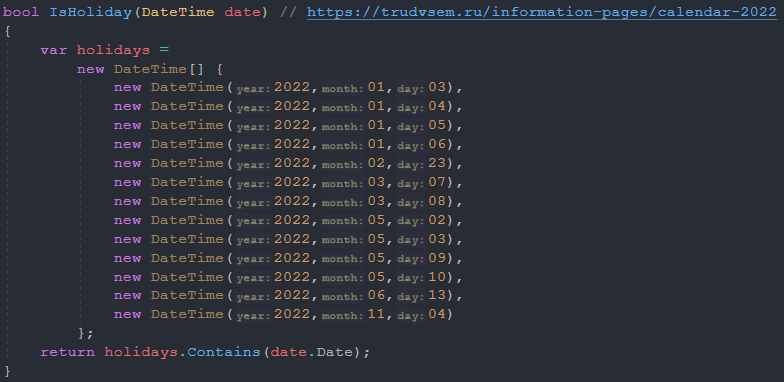 bool IsHoliday(DateTime date) // https://trudvsem.ru/information-pages/calendar-2022
{
var holidays =
new DateTime[] {
new DateTime(year:2022,month:01,day:03),
new DateTime(year:2022,month:01,day:04),
new DateTime(year:2022,month:01,day:05),
new DateTime(year:2022,month:01,day:06),
new DateTime(year:2022,month:02,day:23),
new DateTime(year:2022,month:03,day:07),
new DateTime(year:2022,month:03,day:08),
new DateTime(year:2022,month:05,day:02),
new DateTime(year:2022,month:05,day:03),
new DateTime(year:2022,month:05,day:09),
new DateTime(year:2022,month:05,day:10),
new DateTime(year:2022,month:06,day:13),
new DateTime(year:2022,month:11,day:04)
};
return holidays.Contains(date.Date);
}